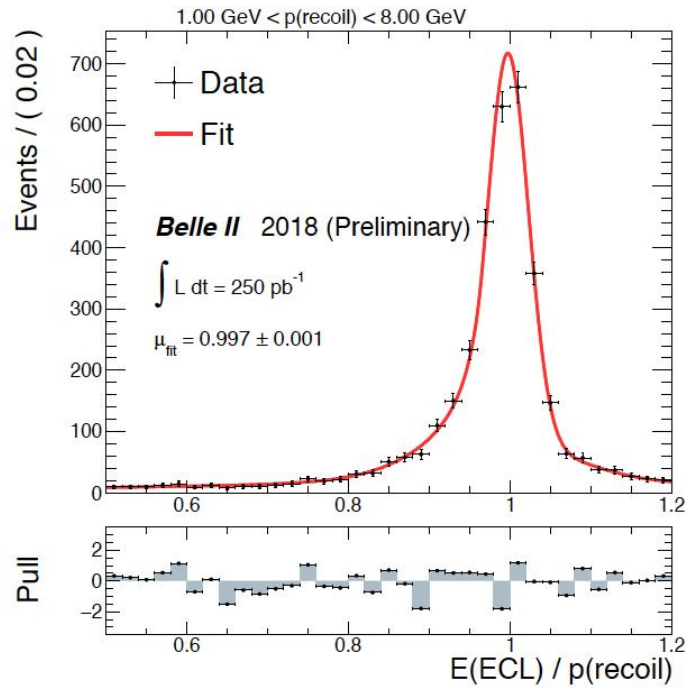 1.00 GeV < p(recoil) < 8.00 GeV
Events / ( 0.02)
700
600
500
400
300
200
100
0
Data
Fit
Belle II 2018 (Preliminary)
∫ L dt = 250 pb⁻¹
μ_fit = 0.997 ± 0.001
0.6 0.8 1 1.2
Pull
2
0
−2
0.6 0.8 1 1.2
E(ECL) / p(recoil)